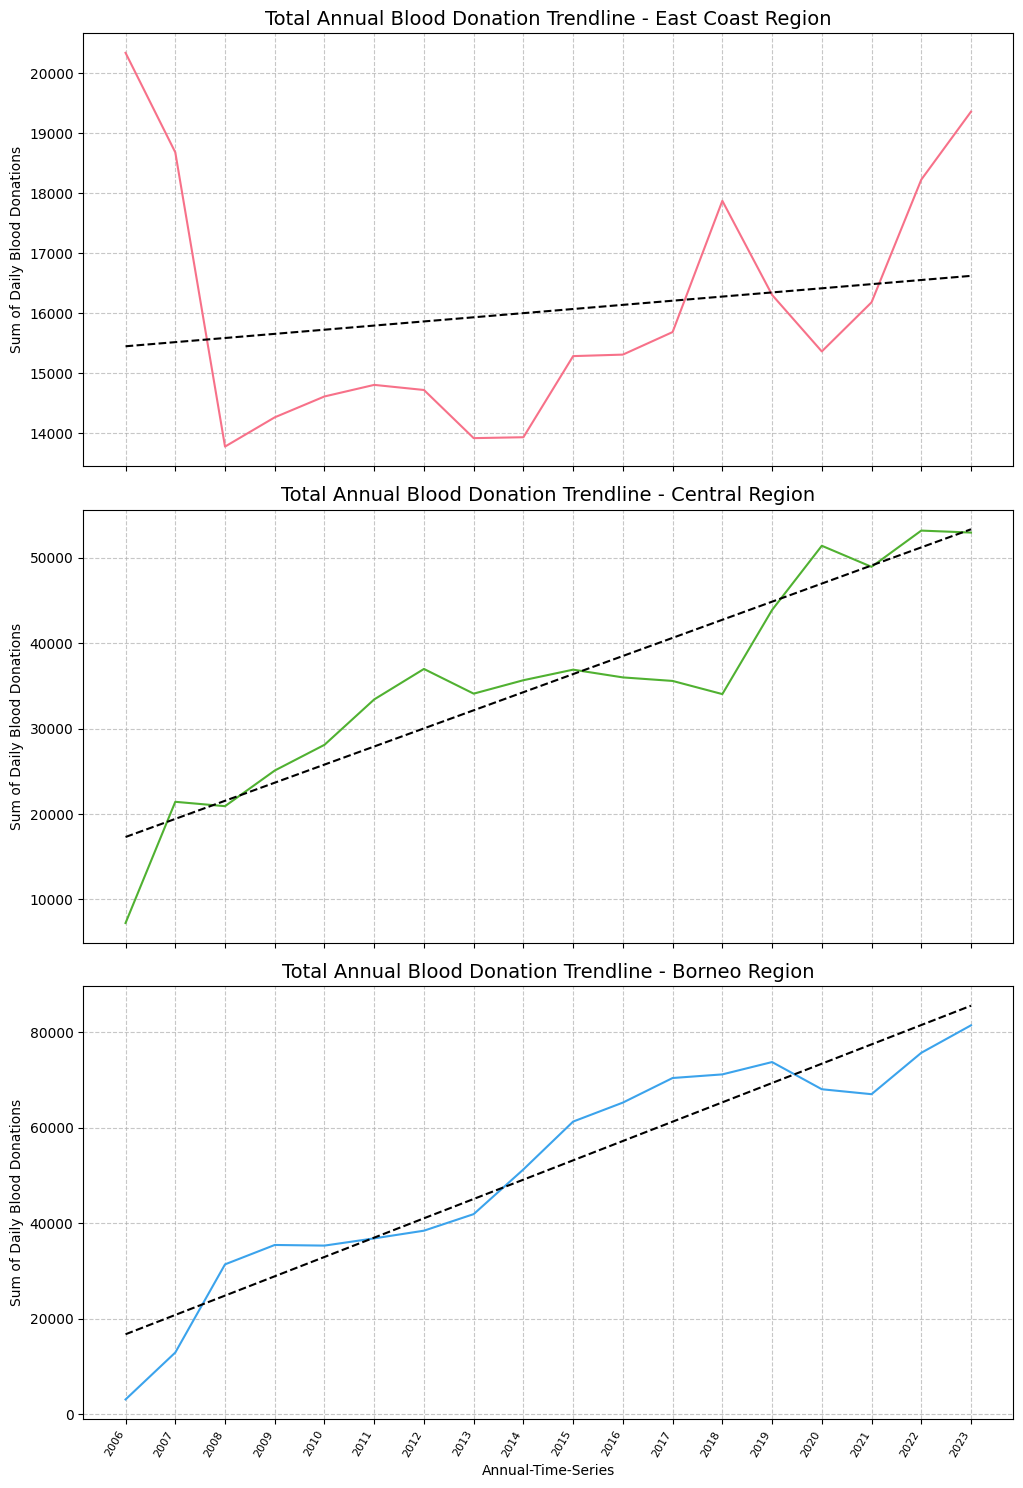 Total Annual Blood Donation Trendline - East Coast Region
Sum of Daily Blood Donations
20000
19000
18000
17000
16000
15000
14000
Total Annual Blood Donation Trendline - Central Region
Sum of Daily Blood Donations
50000
40000
30000
20000
10000
Total Annual Blood Donation Trendline - Borneo Region
Sum of Daily Blood Donations
80000
60000
40000
20000
0
2006 2007 2008 2009 2010 2011 2012 2013 2014 2015 2016 2017 2018 2019 2020 2021 2022 2023
Annual-Time-Series